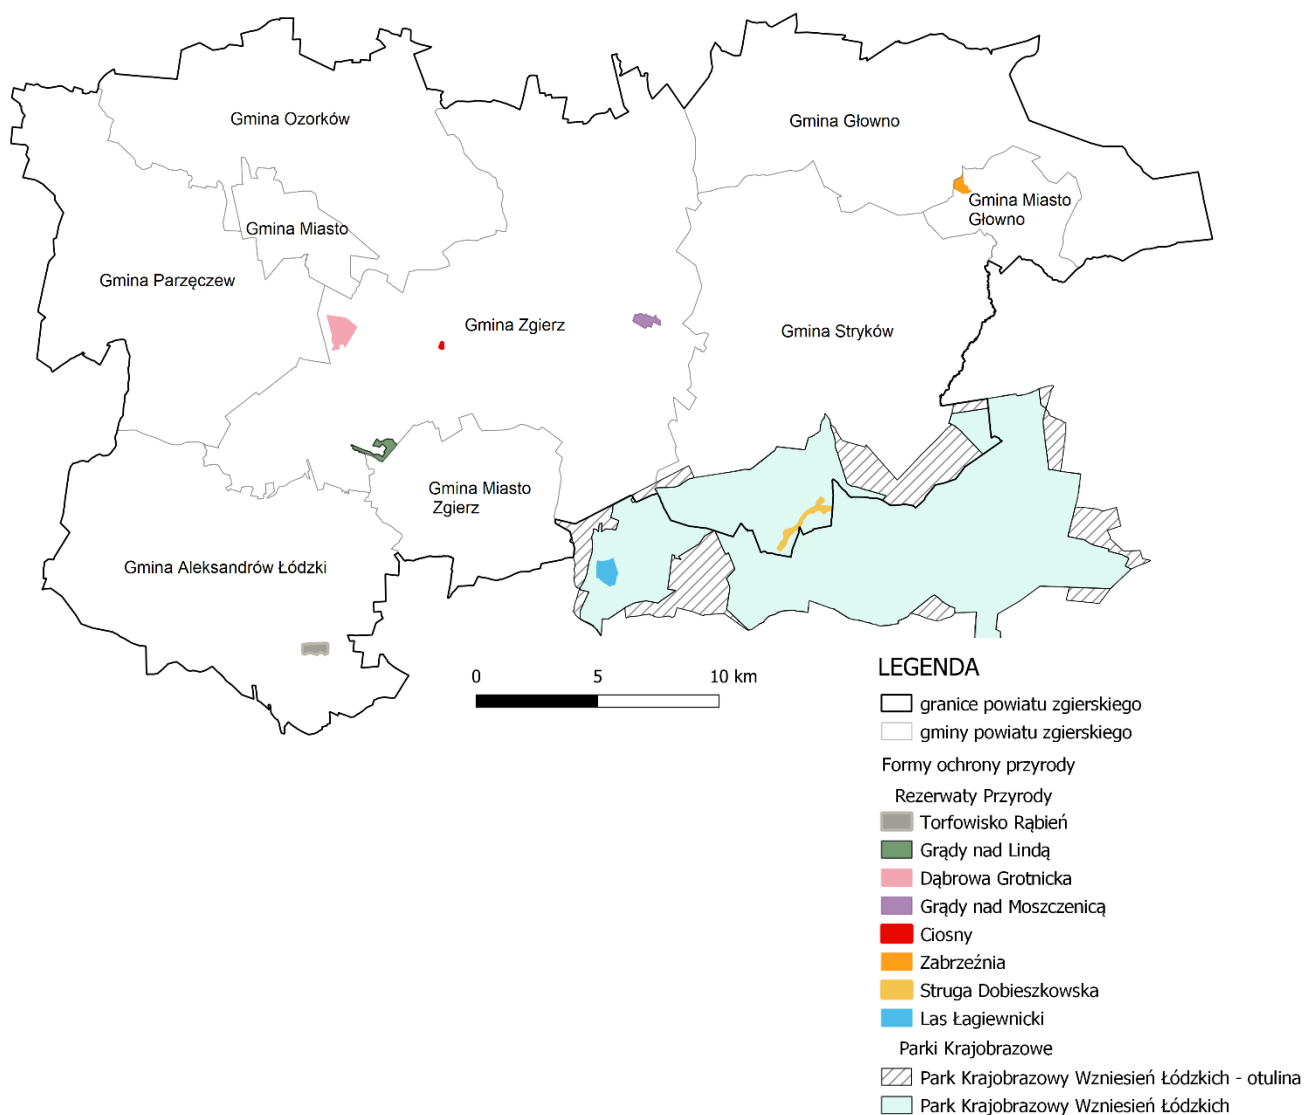 Gmina Ozorków
Gmina Głowno
Gmina Miasto
Głowno
Gmina Miasto
Gmina Parzęczew
Gmina Zgierz
Gmina Stryków
Gmina Miasto
Zgierz
Gmina Aleksandrów Łódzki
0 5 10 km
LEGENDA
granice powiatu zgierskiego
gminy powiatu zgierskiego
Formy ochrony przyrody
Rezerwaty Przyrody
Torfowisko Rąbień
Grądy nad Lindą
Dąbrowa Grotnicka
Grądy nad Moszczenicą
Ciosny
Zabrzeźnia
Struga Dobieszkowska
Las Łagiewnicki
Parki Krajobrazowe
Park Krajobrazowy Wzniesień Łódzkich - otulina
Park Krajobrazowy Wzniesień Łódzkich